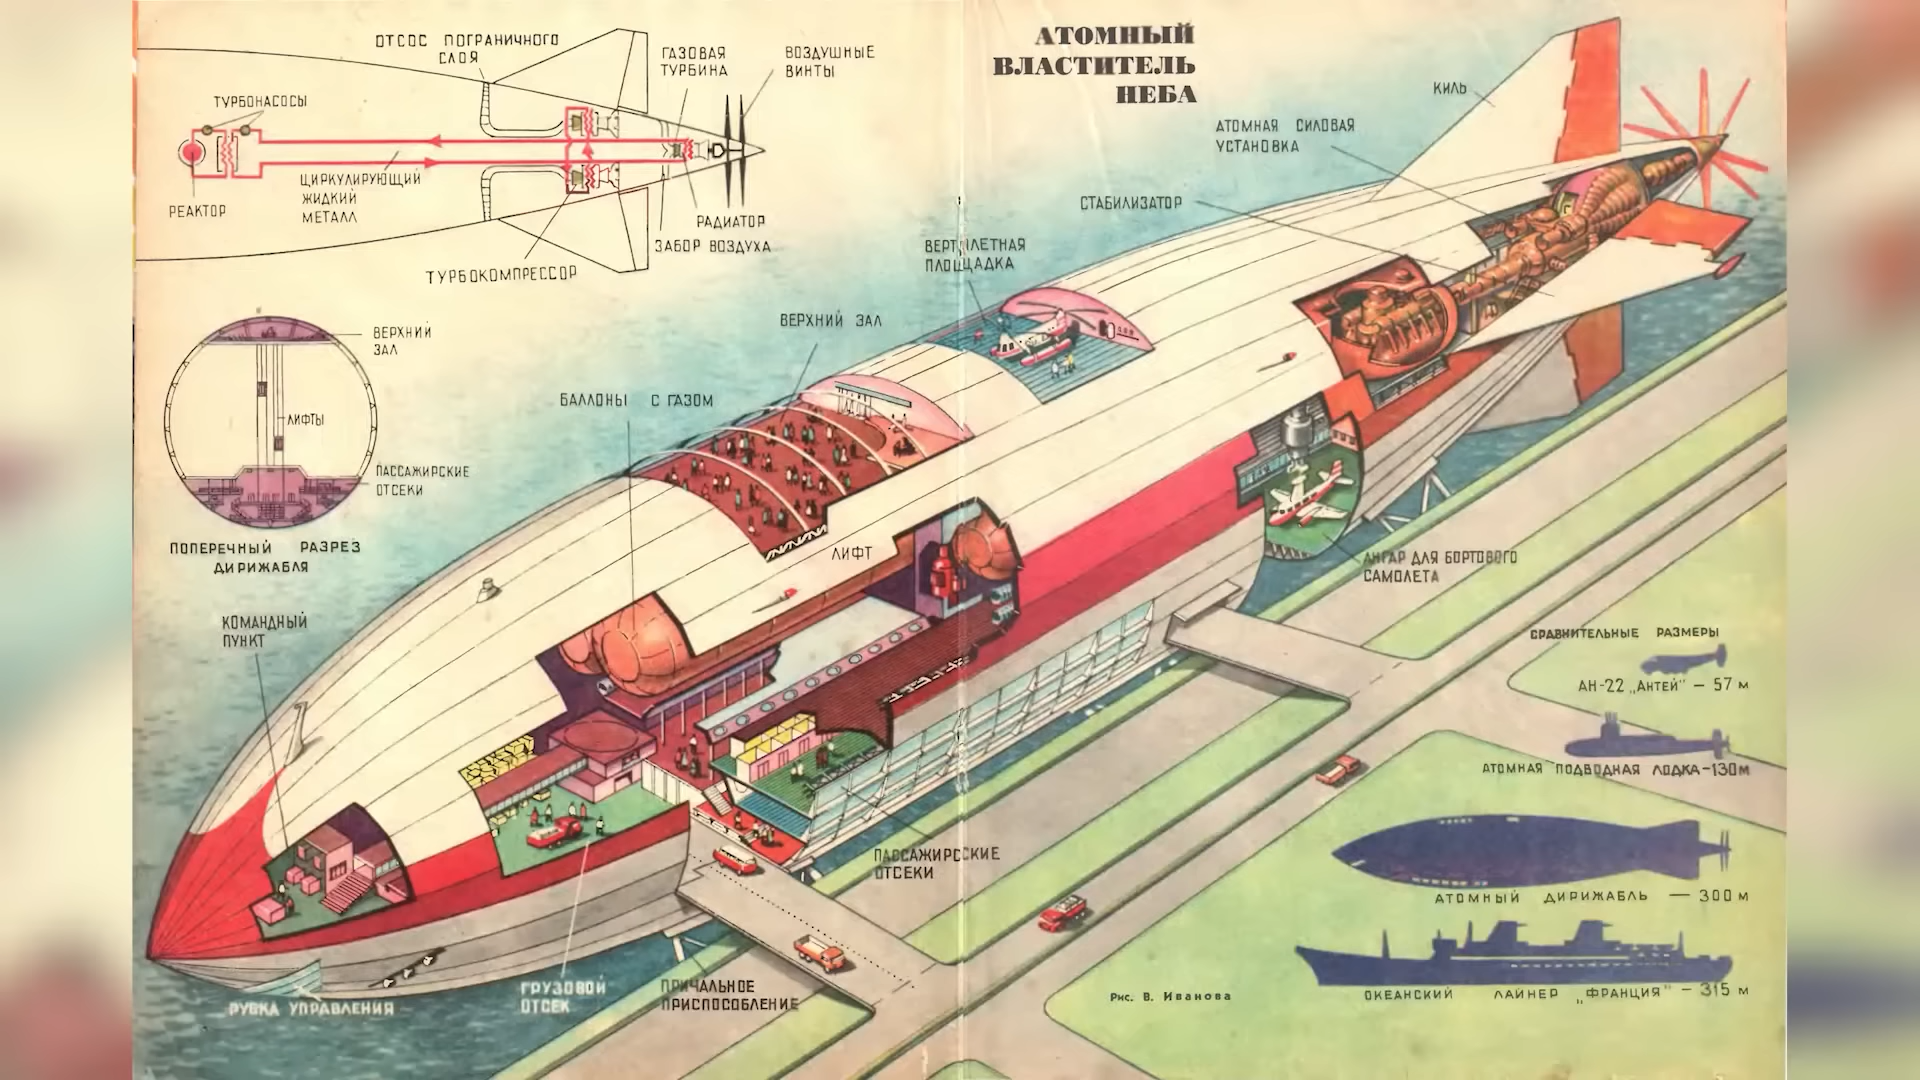 АТОМНЫЙ
ВЛАСТИТЕЛЬ
НЕБА
ОТСОС ПОГРАНИЧНОГО
СЛОЯ
ГАЗОВАЯ
ТУРБИНА
ВОЗДУШНЫЕ
ВИНТЫ
ТУРБОНАСОСЫ
ЦИРКУЛИРУЮЩИЙ
ЖИДКИЙ
МЕТАЛЛ
РЕАКТОР
РАДИАТОР
ЗАБОР ВОЗДУХА
ТУРБОКОМПРЕССОР
КИЛЬ
АТОМНАЯ СИЛОВАЯ
УСТАНОВКА
СТАБИЛИЗАТОР
ВЕРТОЛЕТНАЯ
ПЛОЩАДКА
ВЕРХНИЙ ЗАЛ
БАЛЛОНЫ С ГАЗОМ
ВЕРХНИЙ
ЗАЛ
ЛИФТЫ
ПАССАЖИРСКИЕ
ОТСЕКИ
ПОПЕРЕЧНЫЙ РАЗРЕЗ
ДИРИЖАБЛЯ
ЛИФТ
АНГАР ДЛЯ БОРТОВОГО
САМОЛЕТА
КОМАНДНЫЙ
ПУНКТ
СРАВНИТЕЛЬНЫЕ РАЗМЕРЫ
АН-22 „АНТЕЙ" – 57 м
АТОМНАЯ ПОДВОДНАЯ ЛОДКА-130м
АТОМНЫЙ ДИРИЖАБЛЬ — 300 м
ОКЕАНСКИЙ ЛАЙНЕР „ФРАНЦИЯ" – 315 м
ПАССАЖИРССКИЕ
ОТСЕКИ
РУБКА УПРАВЛЕНИЯ
ГРУЗОВОЙ
ОТСЕК
ПРИЧАЛЬНОЕ
ПРИСПОСОБЛЕНИЕ
Рис. В. Иванова